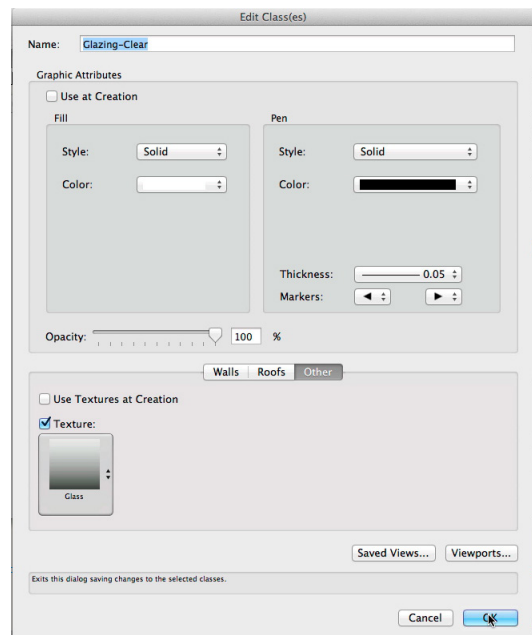 Edit Class(es)
Name: Glazing-Clear
Graphic Attributes
Use at Creation
Fill
Pen
Style: Solid
Style: Solid
Color:
Color:
Thickness: 0.05
Markers:
Opacity: 100 %
Walls Roofs Other
Use Textures at Creation
Texture:
Glass
Saved Views... Viewports...
Exits this dialog saving changes to the selected classes.
Cancel OK